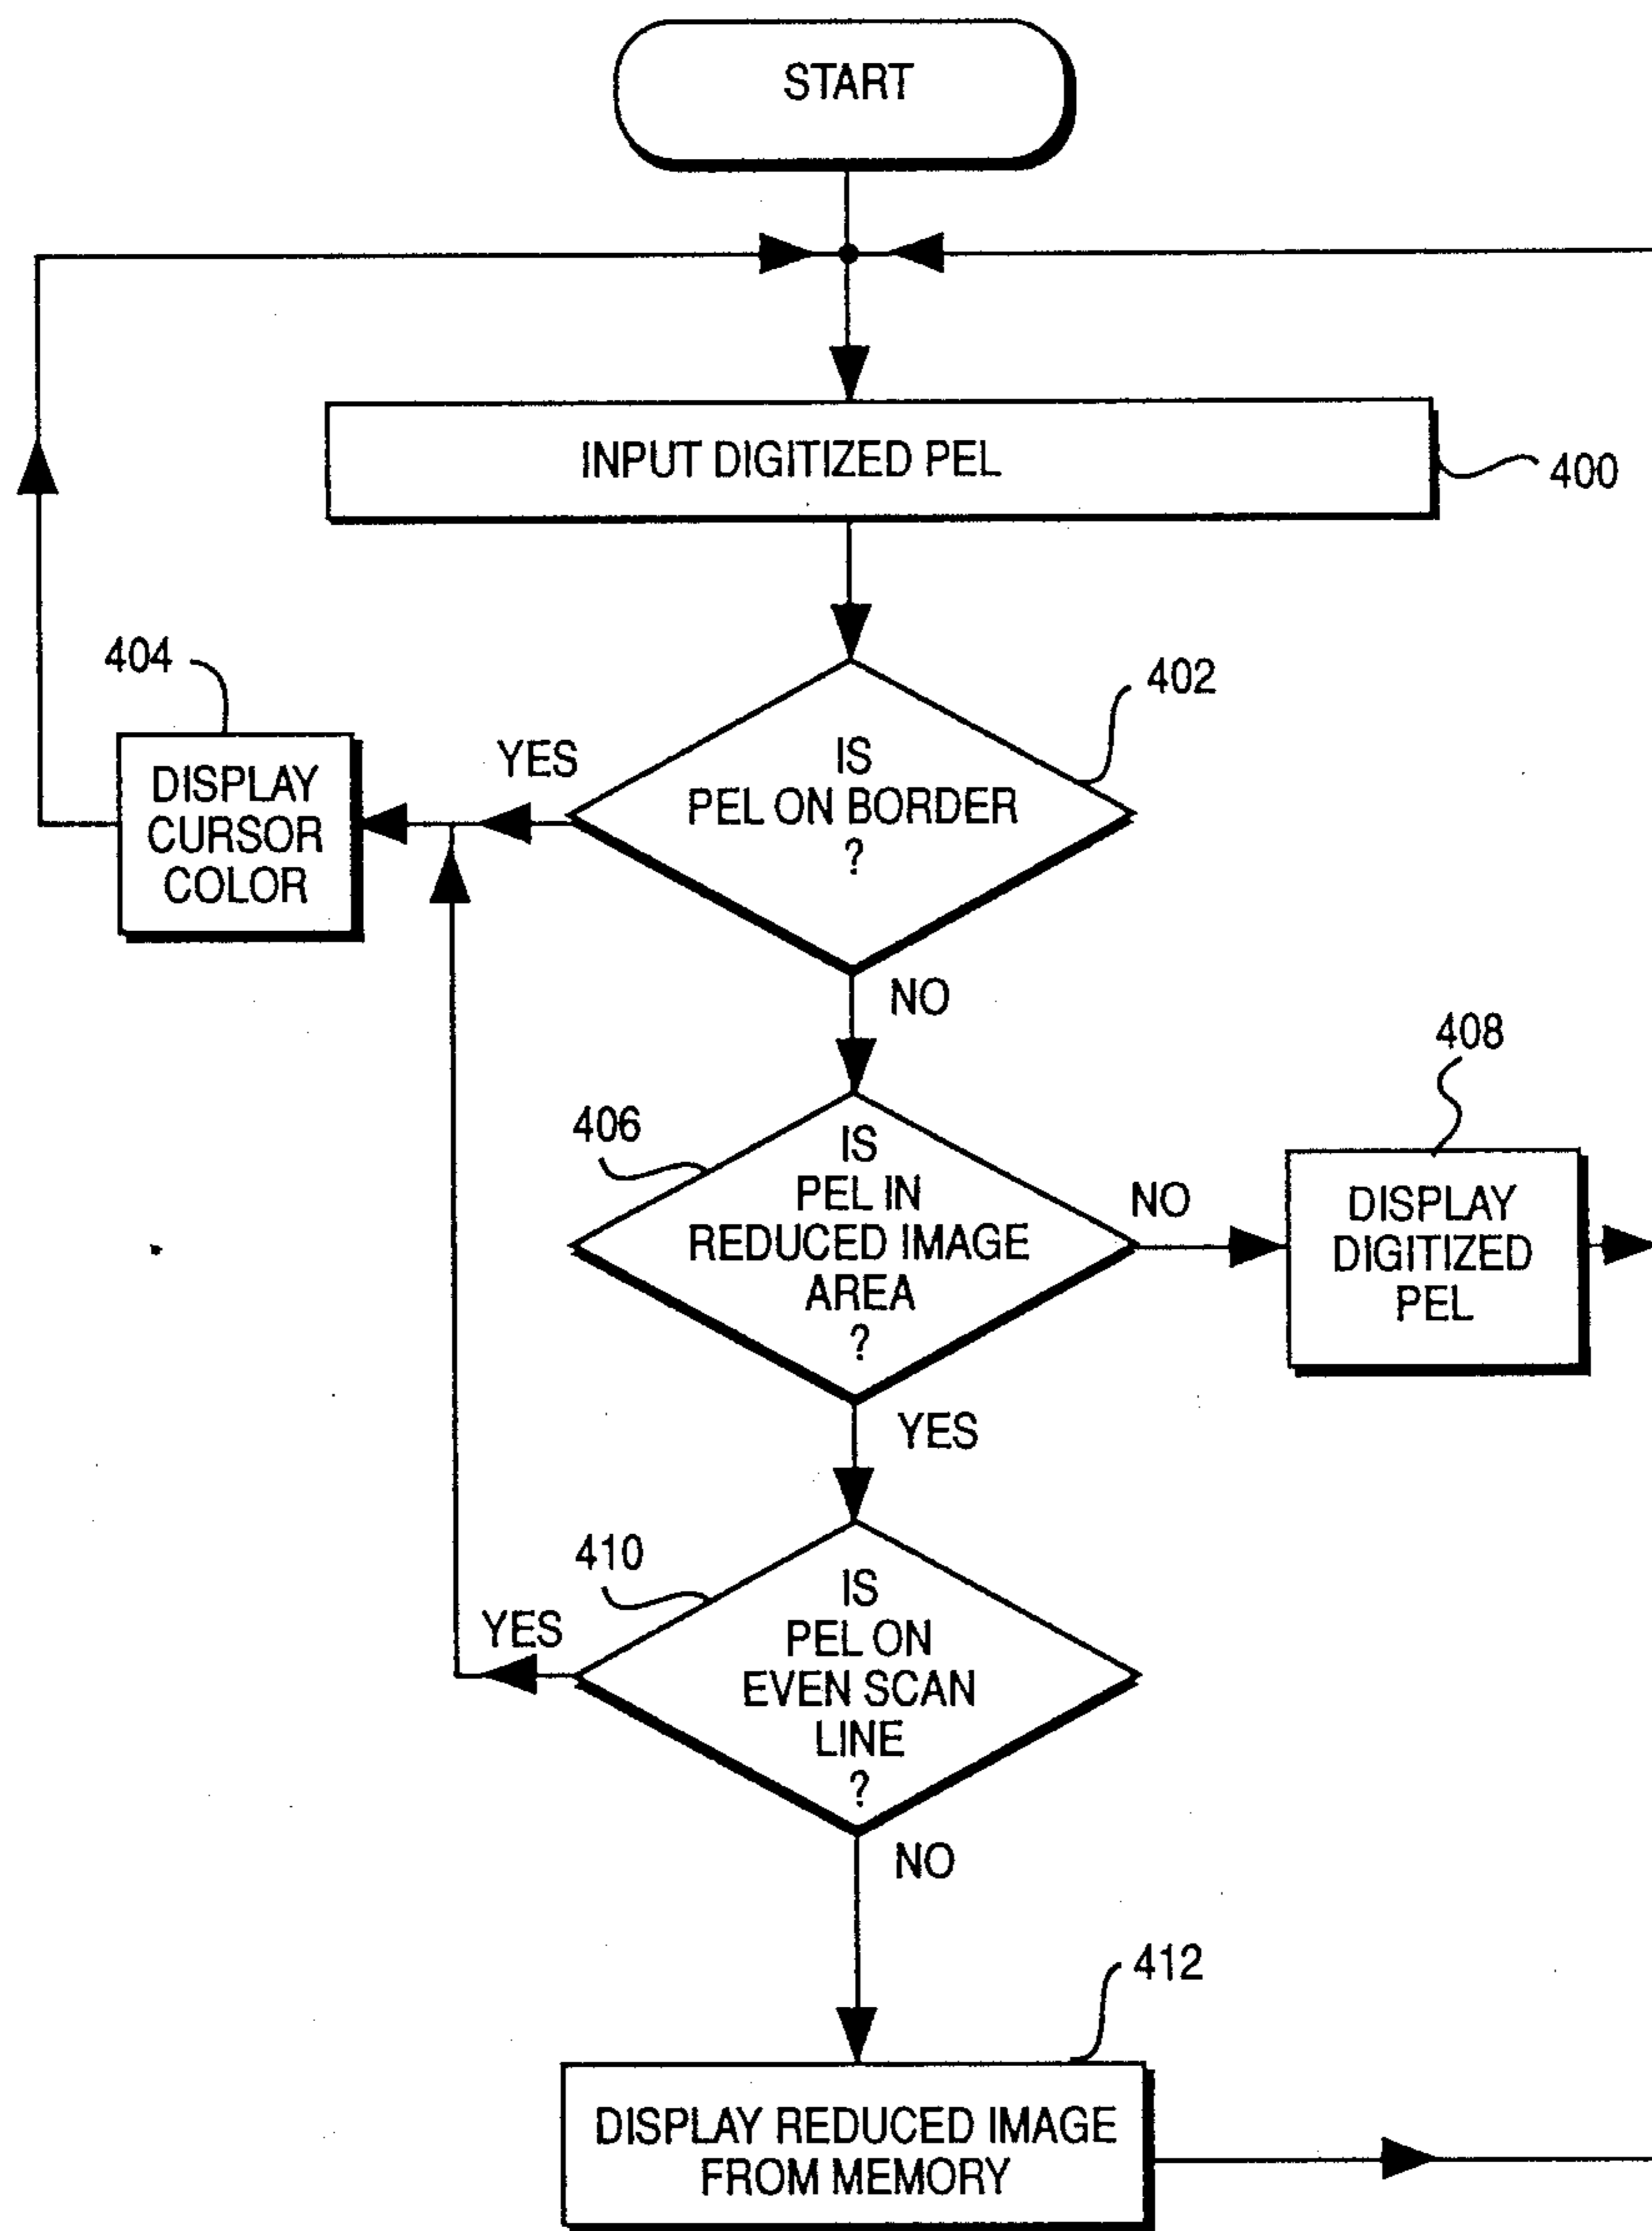 START
INPUT DIGITIZED PEL
400
404
402
YES
IS
PEL ON BORDER
?
DISPLAY
CURSOR
COLOR
NO
408
406
IS
PEL IN
REDUCED IMAGE
AREA
?
NO
DISPLAY
DIGITIZED
PEL
YES
410
IS
PEL ON
EVEN SCAN
LINE
?
YES
NO
412
DISPLAY REDUCED IMAGE
FROM MEMORY